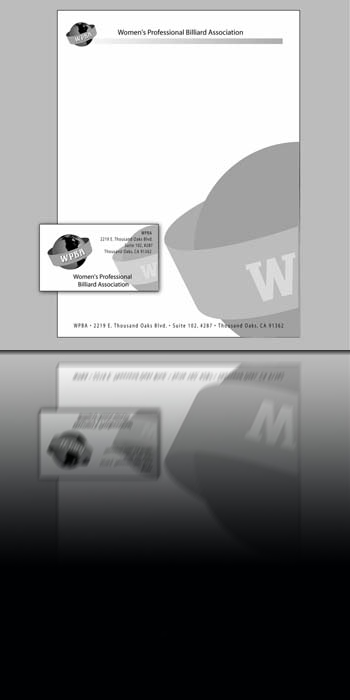 WPBA
Women's Professional Billiard Association
WPBA
2219 E. Thousand Oaks Blvd.
Suite 102, #287
Thousand Oaks, CA 91362
WPBA
W
Women's Professional
Billiard Association
W
WPBA • 2219 E. Thousand Oaks Blvd. • Suite 102, #287 • Thousand Oaks, CA 91362